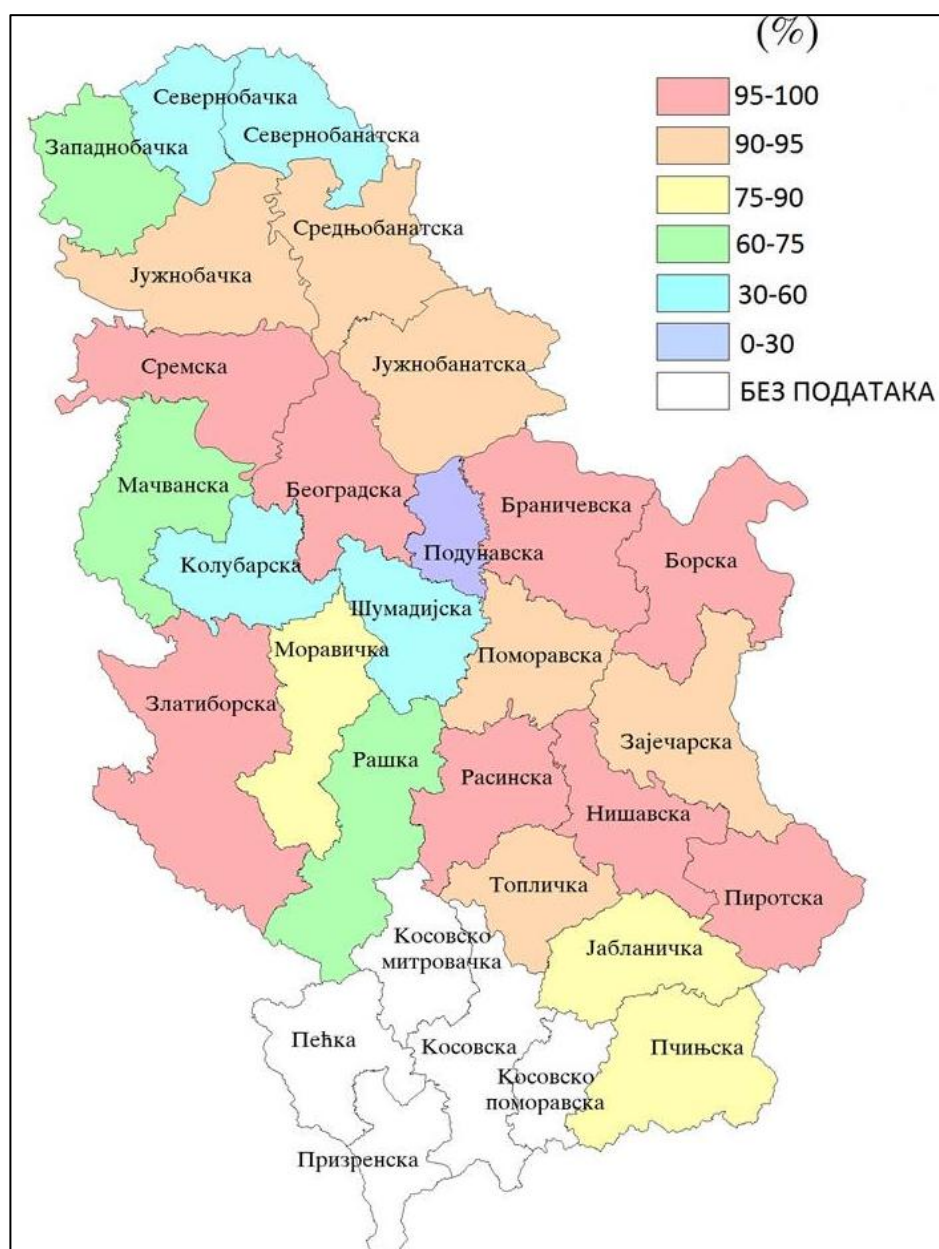 (%)
95-100
90-95
75-90
60-75
30-60
0-30
БЕЗ ПОДАТАКА
Севернобачка
Севернобанатска
Западнобачка
Средњобанатска
Јужнобачка
Сремска
Јужнобанатска
Мачванска
Београдска
Браничевска
Подунавска
Борска
Колубарска
Шумадијска
Моравичка
Поморавска
Златиборска
Зајечарска
Рашка
Расинска
Нишавска
Топличка
Пиротска
Косовско
митровачка
Јабланичка
Пећка
Косовска
Пчињска
Косовско
поморавска
Призренска